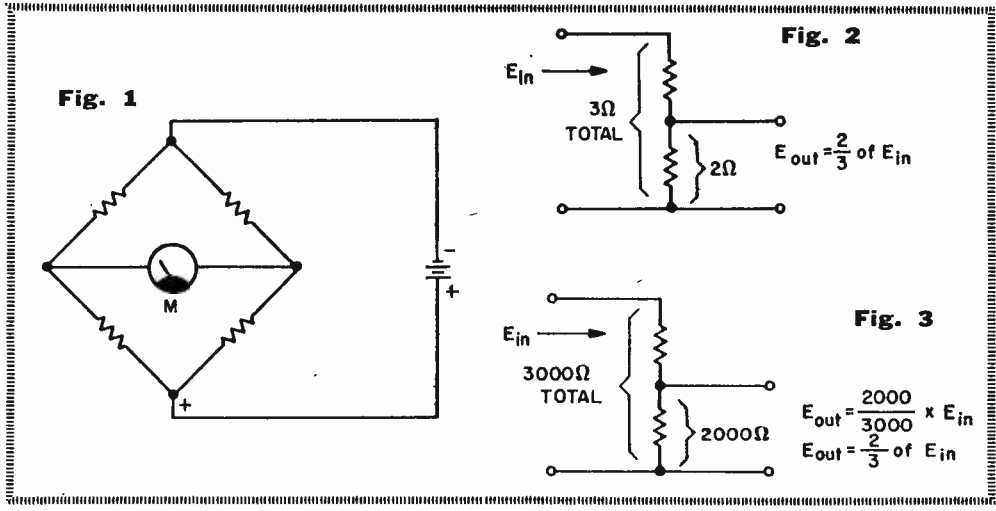 Fig. 1
M
−
+
+
Fig. 2
Ein
3Ω
TOTAL
2Ω
Eout = 2/3 of Ein
Fig. 3
Ein
3000Ω
TOTAL
2000Ω
Eout = 2000/3000 x Ein
Eout = 2/3 of Ein